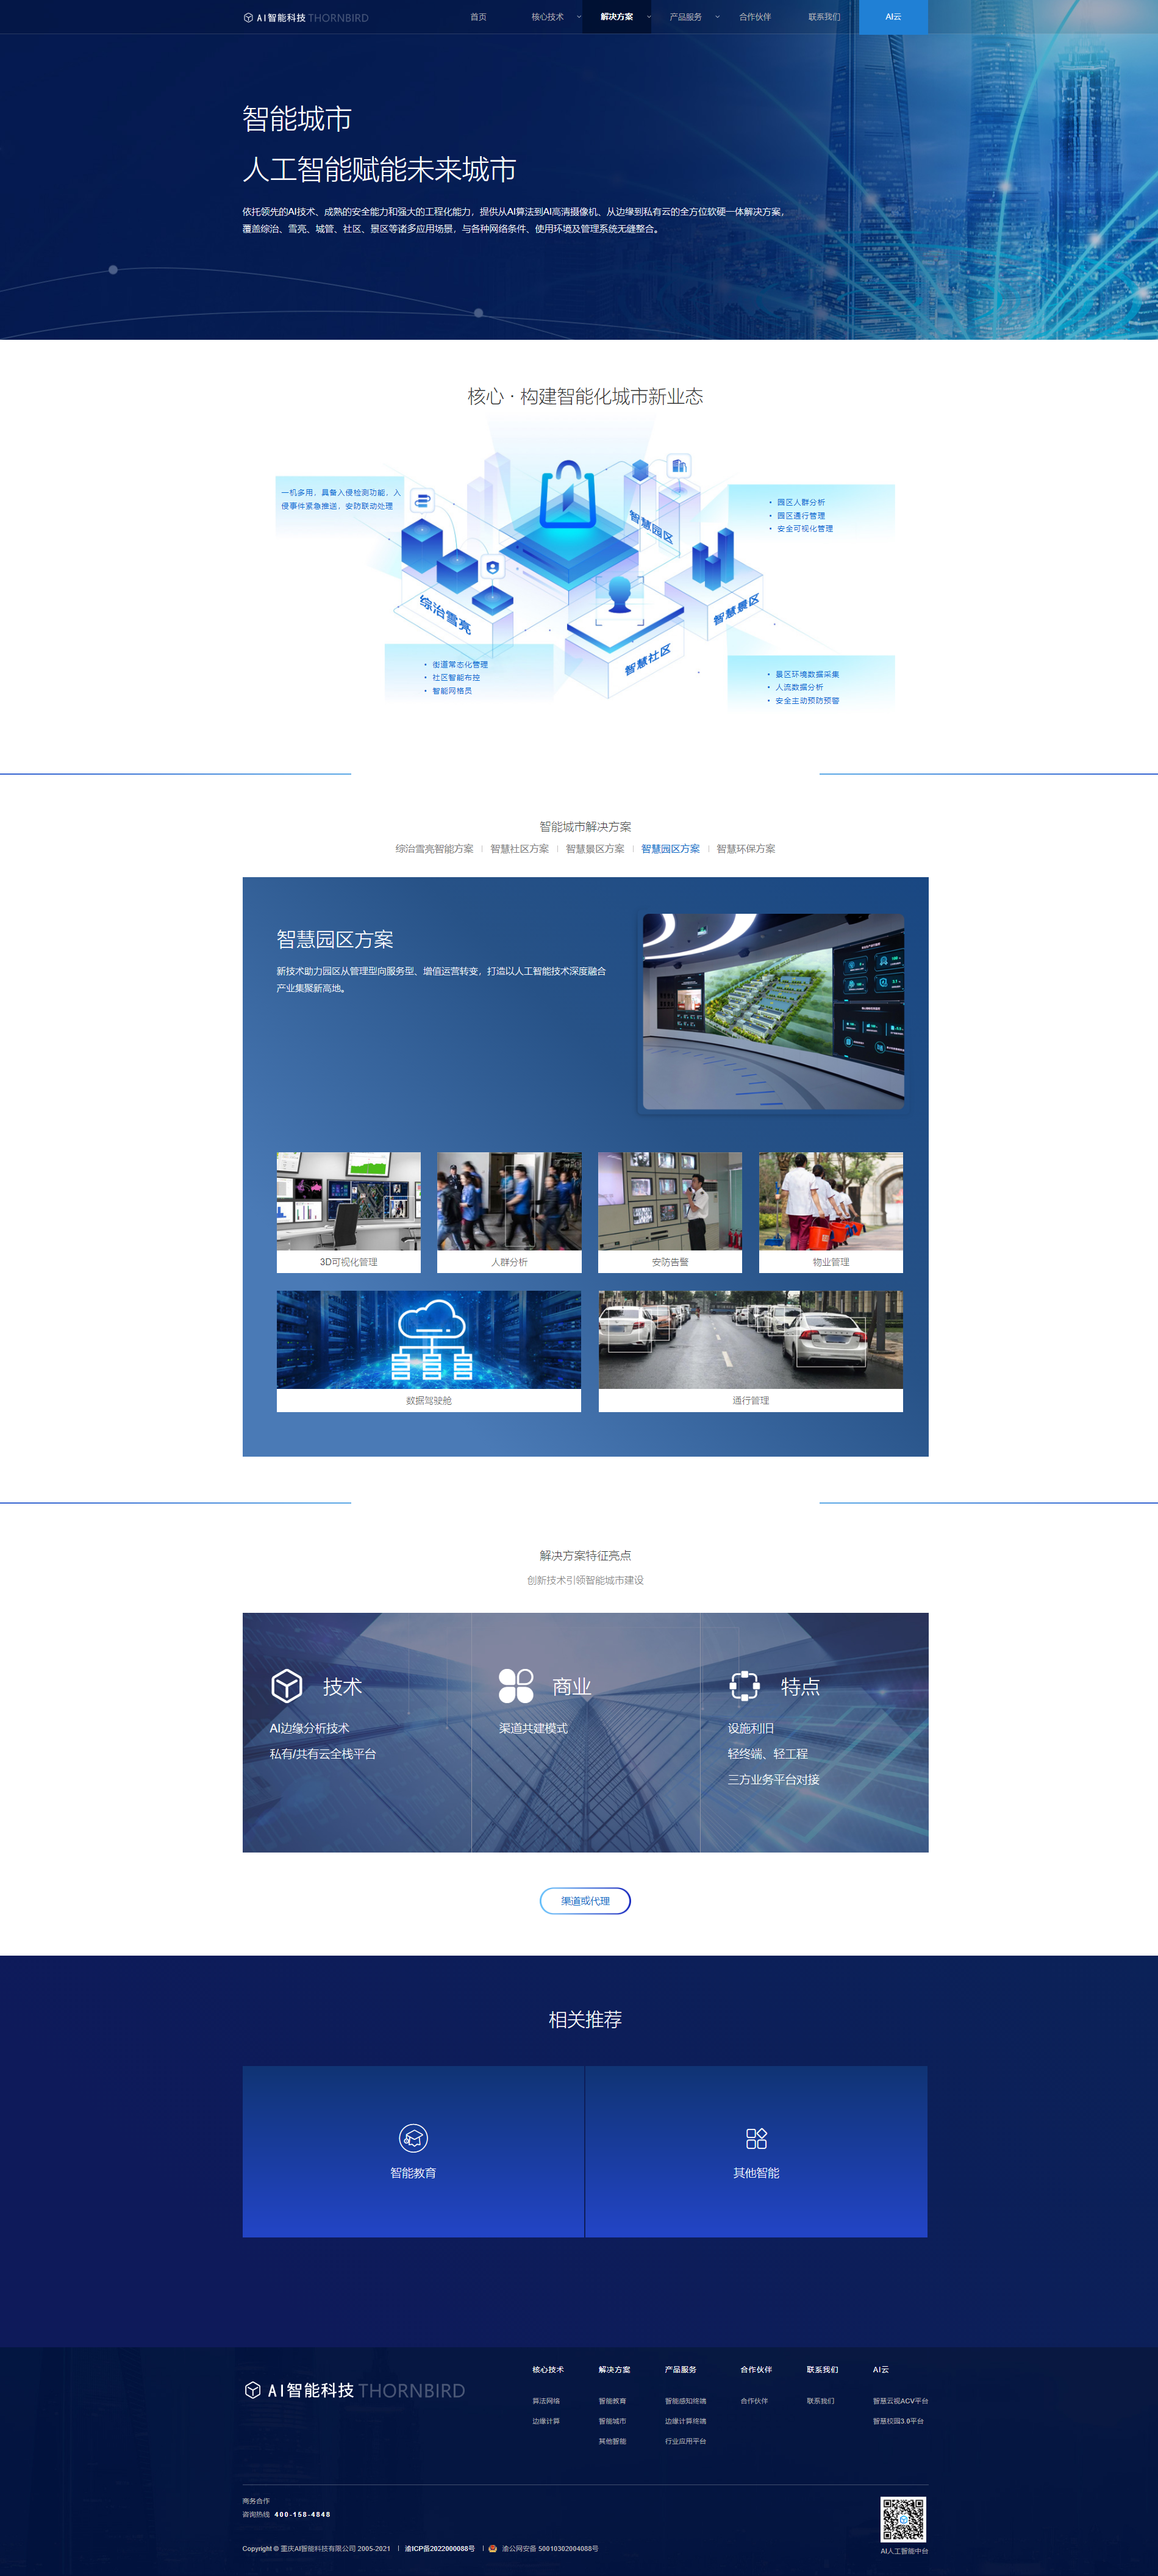 AI智能科技 THORNBIRD
首页
核心技术
解决方案
产品服务
合作伙伴
联系我们
AI云
智能城市
人工智能赋能未来城市
依托领先的AI技术、成熟的安全能力和强大的工程化能力，提供从AI算法到AI高清摄像机、从边缘到私有云的全方位软硬一体解决方案，
覆盖综治、雪亮、城管、社区、景区等诸多应用场景，与各种网络条件、使用环境及管理系统无缝整合。
核心 · 构建智能化城市新业态
一机多用，具备入侵检测功能，入
侵事件紧急推送，安防联动处理
• 园区人群分析
• 园区通行管理
• 安全可视化管理
智慧园区
综治雪亮
智慧景区
智慧社区
• 街道常态化管理
• 社区智能布控
• 智能网格员
• 景区环境数据采集
• 人流数据分析
• 安全主动预防预警
智能城市解决方案
综治雪亮智能方案 | 智慧社区方案 | 智慧景区方案 | 智慧园区方案 | 智慧环保方案
智慧园区方案
新技术助力园区从管理型向服务型、增值运营转变，打造以人工智能技术深度融合
产业集聚新高地。
3D可视化管理
人群分析
安防告警
物业管理
数据驾驶舱
通行管理
解决方案特征亮点
创新技术引领智能城市建设
技术
AI边缘分析技术
私有/共有云全栈平台
商业
渠道共建模式
特点
设施利旧
轻终端、轻工程
三方业务平台对接
渠道或代理
相关推荐
智能教育
其他智能
AI智能科技 THORNBIRD
核心技术
算法网络
边缘计算
解决方案
智能教育
智能城市
其他智能
产品服务
智能感知终端
边缘计算终端
行业应用平台
合作伙伴
合作伙伴
联系我们
联系我们
AI云
智慧云视ACV平台
智慧校园3.0平台
商务合作
咨询热线 400-158-4848
Copyright © 重庆AI智能科技有限公司 2005-2021 | 渝ICP备2022000088号 | 渝公网安备 50010302004088号
AI人工智能中台